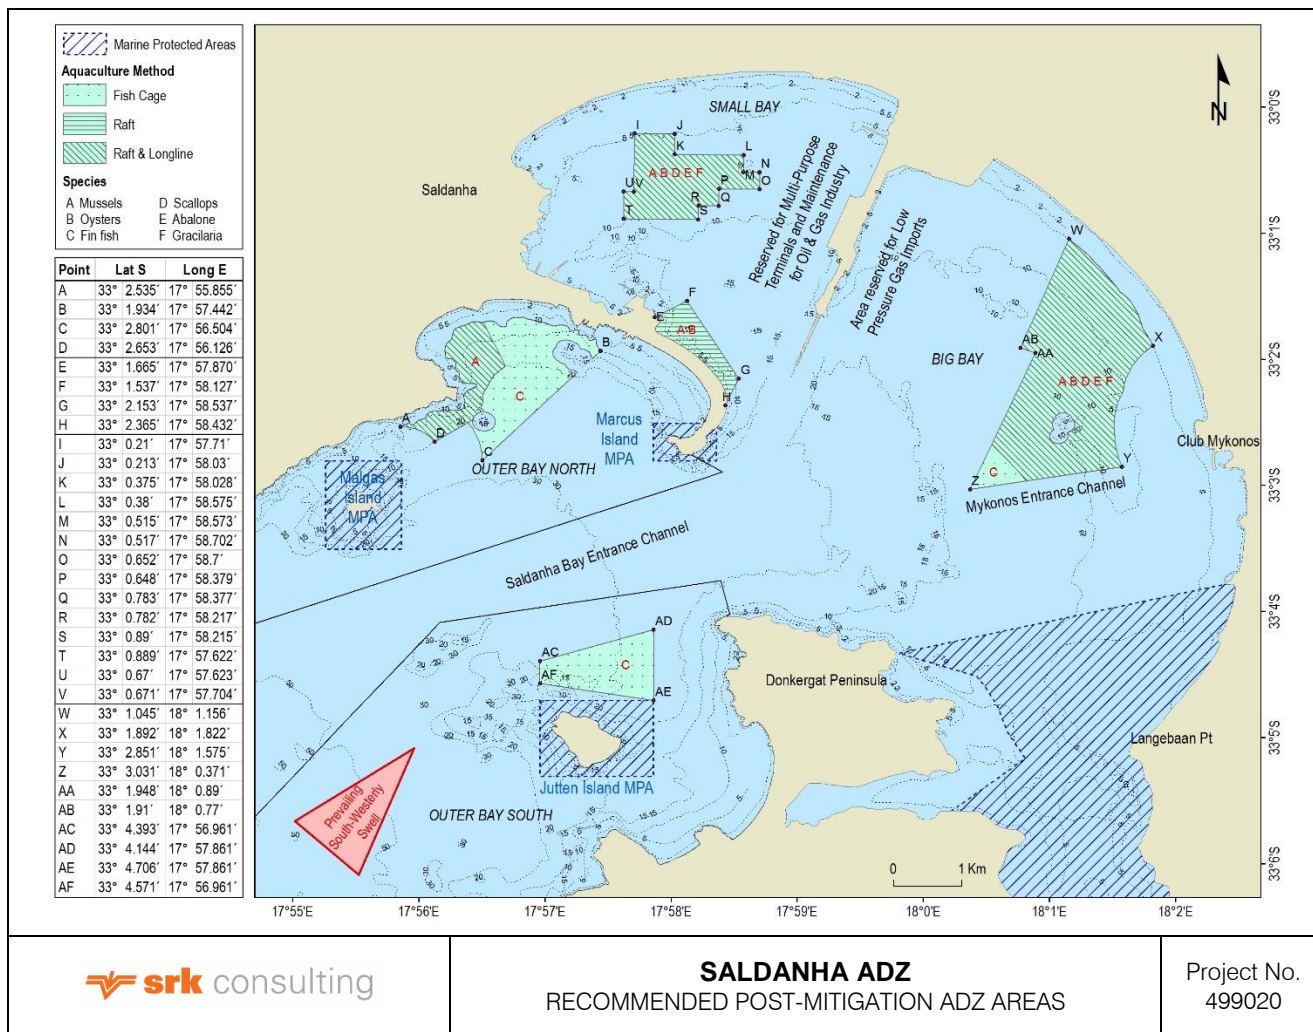 Marine Protected Areas
Aquaculture Method
Fish Cage
Raft
Raft & Longline
Species
A Mussels D Scallops
B Oysters E Abalone
C Fin fish F Gracilaria
Point Lat S Long E
A 33° 2.535´ 17° 55.855´
B 33° 1.934´ 17° 57.442´
C 33° 2.801´ 17° 56.504´
D 33° 2.653´ 17° 56.126´
E 33° 1.665´ 17° 57.870´
F 33° 1.537´ 17° 58.127´
G 33° 2.153´ 17° 58.537´
H 33° 2.365´ 17° 58.432´
I 33° 0.21´ 17° 57.71´
J 33° 0.213´ 17° 58.03´
K 33° 0.375´ 17° 58.028´
L 33° 0.38´ 17° 58.575´
M 33° 0.515´ 17° 58.573´
N 33° 0.517´ 17° 58.702´
O 33° 0.652´ 17° 58.7´
P 33° 0.648´ 17° 58.379´
Q 33° 0.783´ 17° 58.377´
R 33° 0.782´ 17° 58.217´
S 33° 0.89´ 17° 58.215´
T 33° 0.889´ 17° 57.622´
U 33° 0.67´ 17° 57.623´
V 33° 0.671´ 17° 57.704´
W 33° 1.045´ 18° 1.156´
X 33° 1.892´ 18° 1.822´
Y 33° 2.851´ 18° 1.575´
Z 33° 3.031´ 18° 0.371´
AA 33° 1.948´ 18° 0.89´
AB 33° 1.91´ 18° 0.77´
AC 33° 4.393´ 17° 56.961´
AD 33° 4.144´ 17° 57.861´
AE 33° 4.706´ 17° 57.861´
AF 33° 4.571´ 17° 56.961´
N
SMALL BAY
I
J
K
L
M
N
O
P
Q
R
S
T
U V
A B D E F
Saldanha
Reserved for Multi-Purpose
Terminals and Maintenance
for Oil & Gas Industry
Area reserved for Low
Pressure Gas Imports
W
X
AB
AA
BIG BAY
A B D E F
Y
Z
C
Club Mykonos
Mykonos Entrance Channel
E
F
A B
G
H
A
B
C
A
D
C
Marcus
Island
MPA
OUTER BAY NORTH
Malgas
Island
MPA
Saldanha Bay Entrance Channel
AC
AD
AE
AF
C
Donkergat Peninsula
Langebaan Pt
Jutten Island MPA
OUTER BAY SOUTH
Prevailing
South-Westerly
Swell
0 1 Km
33°0'S
33°1'S
33°2'S
33°3'S
33°4'S
33°5'S
33°6'S
17°55'E 17°56'E 17°57'E 17°58'E 17°59'E 18°0'E 18°1'E 18°2'E
srk consulting
SALDANHA ADZ
RECOMMENDED POST-MITIGATION ADZ AREAS
Project No.
499020